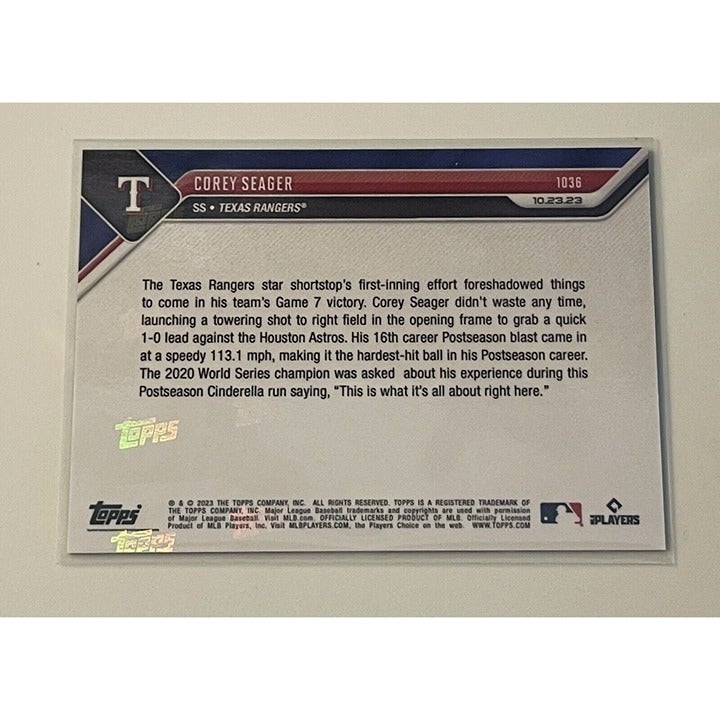 T
COREY SEAGER 1036
SS • TEXAS RANGERS® 10.23.23
The Texas Rangers star shortstop's first-inning effort foreshadowed things
to come in his team's Game 7 victory. Corey Seager didn't waste any time,
launching a towering shot to right field in the opening frame to grab a quick
1-0 lead against the Houston Astros. His 16th career Postseason blast came in
at a speedy 113.1 mph, making it the hardest-hit ball in his Postseason career.
The 2020 World Series champion was asked about his experience during this
Postseason Cinderella run saying, “This is what it's all about right here.”
TOPPS
Topps
® & © 2023 THE TOPPS COMPANY, INC. ALL RIGHTS RESERVED. TOPPS IS A REGISTERED TRADEMARK OF
THE TOPPS COMPANY, INC. Major League Baseball trademarks and copyrights are used with permission
of Major League Baseball. Visit MLB.com. OFFICIALLY LICENSED PRODUCT OF MLB. Officially Licensed
Product of MLB Players, Inc. Visit MLBPLAYERS.COM, the Players Choice on the web. WWW.TOPPS.COM
PLAYERS
TOPPS